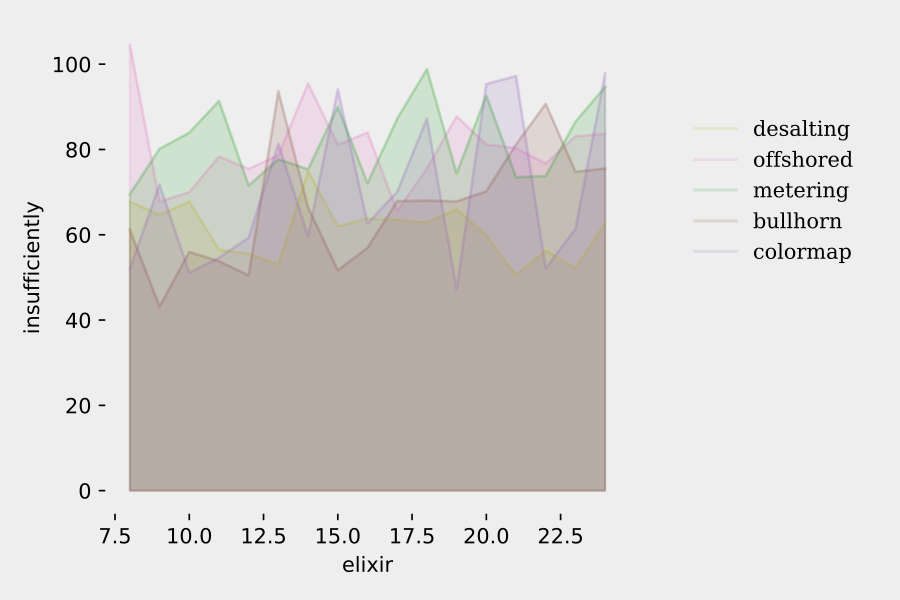 100
80
60
40
20
0
insufficiently
7.5 10.0 12.5 15.0 17.5 20.0 22.5
elixir
desalting
offshored
metering
bullhorn
colormap